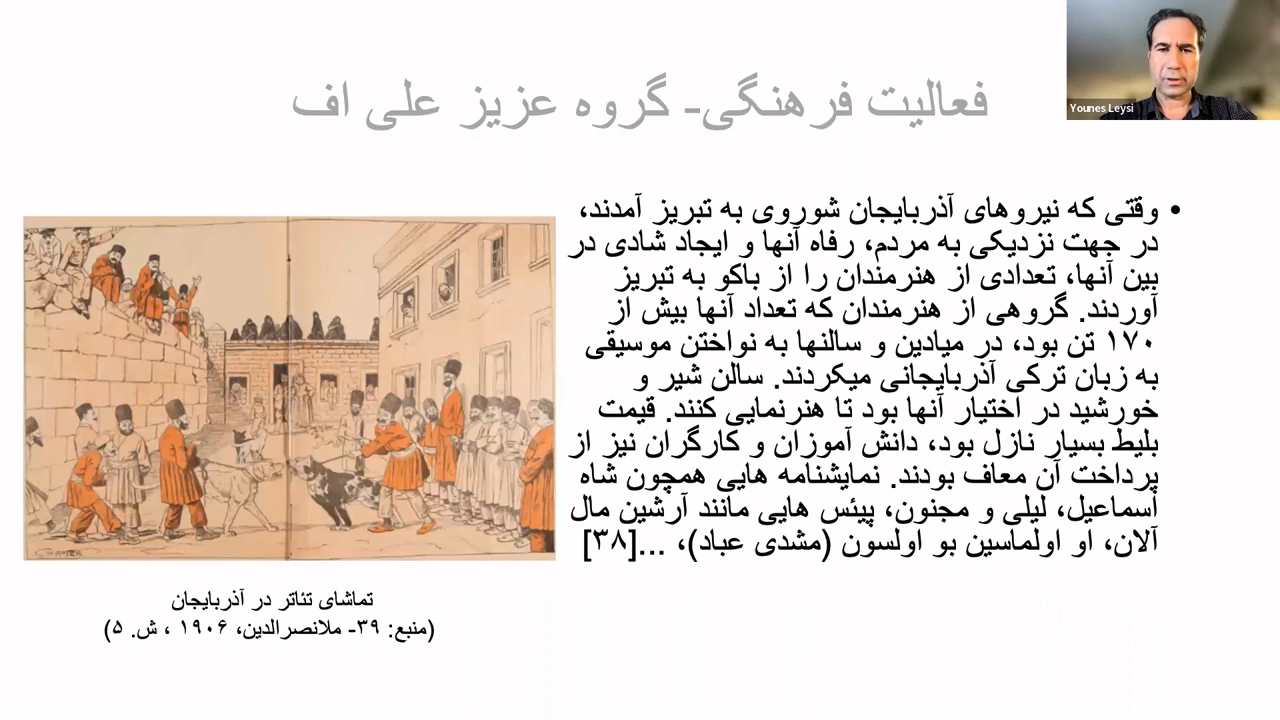 Younes Leysi
فعالیت فرهنگی- گروه عزیز علی اف
• وقتی که نیروهای آذربایجان شوروی به تبریز آمدند،
در جهت نزدیکی به مردم، رفاه آنها و ایجاد شادی در
بین آنها، تعدادی از هنرمندان را از باکو به تبریز
آوردند. گروهی از هنرمندان که تعداد آنها بیش از
۱۷۰ تن بود، در میادین و سالنها به نواختن موسیقی
به زبان ترکی آذربایجانی میکردند. سالن شیر و
خورشید در اختیار آنها بود تا هنرنمایی کنند. قیمت
بلیط بسیار نازل بود، دانش آموزان و کارگران نیز از
پرداخت آن معاف بودند. نمایشنامه هایی همچون شاه
اسماعیل، لیلی و مجنون، پیئس هایی مانند آرشین مال
آلان، او اولماسین بو اولسون (مشدی عباد)، ...[۳۸]
تماشای تئاتر در آذربایجان
(منبع: ۳۹- ملانصرالدین، ۱۹۰۶ ، ش. ۵)